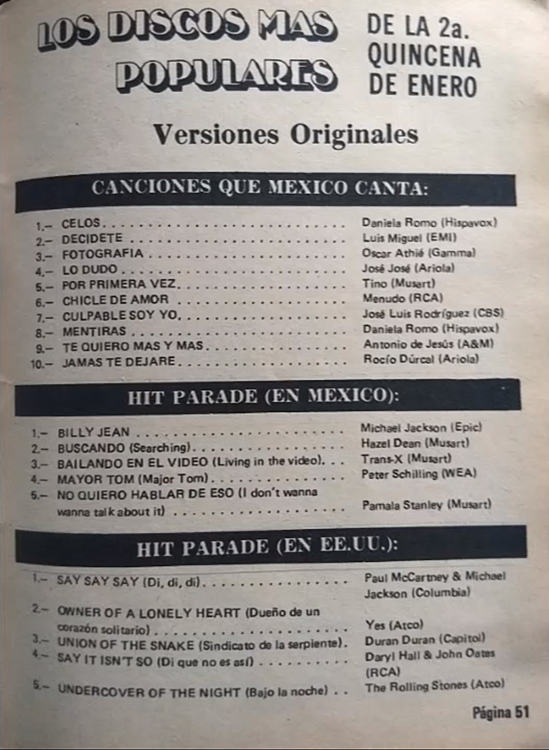 LOS DISCOS MAS
POPULARES
DE LA 2a.
QUINCENA
DE ENERO
Versiones Originales
CANCIONES QUE MEXICO CANTA:
1.— CELOS. . . . . . . . . . . . . . . . . . . . . . . . . Daniela Romo (Hispavox)
2.— DECIDETE . . . . . . . . . . . . . . . . . . . . . . . Luis Miguel (EMI)
3.— FOTOGRAFIA . . . . . . . . . . . . . . . . . . . . . Oscar Athié (Gamma)
4.— LO DUDO . . . . . . . . . . . . . . . . . . . . . . . José José (Ariola)
5.— POR PRIMERA VEZ. . . . . . . . . . . . . . . . . . Tino (Musart)
6.— CHICLE DE AMOR . . . . . . . . . . . . . . . . . . Menudo (RCA)
7.— CULPABLE SOY YO. . . . . . . . . . . . . . . . . . José Luis Rodríguez (CBS)
8.— MENTIRAS . . . . . . . . . . . . . . . . . . . . . . . Daniela Romo (Hispavox)
9.— TE QUIERO MAS Y MAS. . . . . . . . . . . . . . . Antonio de Jesús (A&M)
10.— JAMAS TE DEJARE. . . . . . . . . . . . . . . . . . Rocío Dúrcal (Ariola)
HIT PARADE (EN MEXICO):
1.— BILLY JEAN . . . . . . . . . . . . . . . . . . . . . . Michael Jackson (Epic)
2.— BUSCANDO (Searching). . . . . . . . . . . . . . . Hazel Dean (Musart)
3.— BAILANDO EN EL VIDEO (Living in the video). . . Trans-X (Musart)
4.— MAYOR TOM (Major Tom). . . . . . . . . . . . . . Peter Schilling (WEA)
5.— NO QUIERO HABLAR DE ESO (I don't wanna
wanna talk about it) . . . . . . . . . . . . . . . . . . Pamala Stanley (Musart)
HIT PARADE (EN EE.UU.):
1.— SAY SAY SAY (Di, di, di). . . . . . . . . . . . . . . Paul McCartney & Michael
Jackson (Columbia)
2.— OWNER OF A LONELY HEART (Dueño de un
corazón solitario) . . . . . . . . . . . . . . . . . . . . Yes (Atco)
3.— UNION OF THE SNAKE (Sindicato de la serpiente). Duran Duran (Capitol)
4.— SAY IT ISN'T SO (Di que no es así) . . . . . . . . . Daryl Hall & John Oates
(RCA)
5.— UNDERCOVER OF THE NIGHT (Bajo la noche) . . The Rolling Stones (Atco)
Página 51